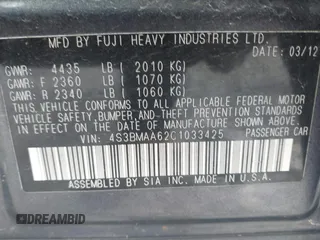 MFD BY FUJI HEAVY INDUSTRIES LTD.
DATE: 03/12
GVWR: 4435 LB ( 2010 KG)
GAWR: F 2360 LB ( 1070 KG)
GAWR: R 2340 LB ( 1060 KG)
THIS VEHICLE CONFORMS TO ALL APPLICABLE FEDERAL MOTOR
VEHICLE SAFETY, BUMPER, AND THEFT PREVENTION
STANDARDS IN EFFECT ON THE DATE OF MANUFACTURE SHOWN
ABOVE.
VIN: 4S3BMAA62C1033425 PASSENGER CAR
ASSEMBLED BY SIA INC. MADE IN U.S.A.
DREAMBID